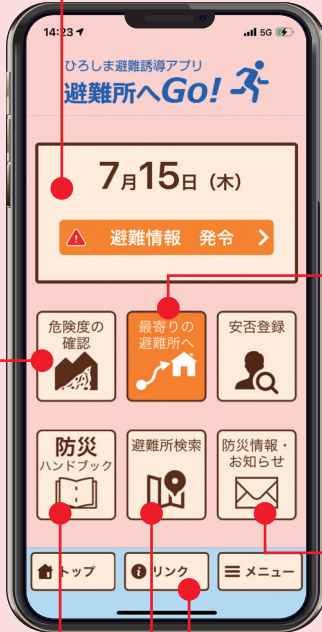 14:23
5G
ひろしま避難誘導アプリ
避難所へGo!
7月15日（木）
避難情報 発令
危険度の
確認
最寄りの
避難所へ
安否登録
防災
ハンドブック
避難所検索
防災情報・
お知らせ
トップ
リンク
メニュー